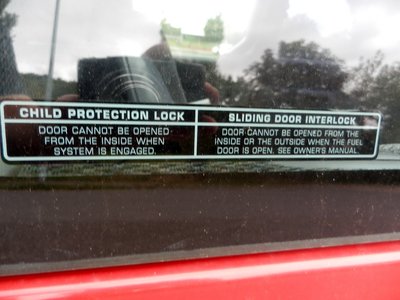 CHILD PROTECTION LOCK
DOOR CANNOT BE OPENED
FROM THE INSIDE WHEN
SYSTEM IS ENGAGED.
SLIDING DOOR INTERLOCK
DOOR CANNOT BE OPENED FROM THE
INSIDE OR THE OUTSIDE WHEN THE FUEL
DOOR IS OPEN. SEE OWNER'S MANUAL.